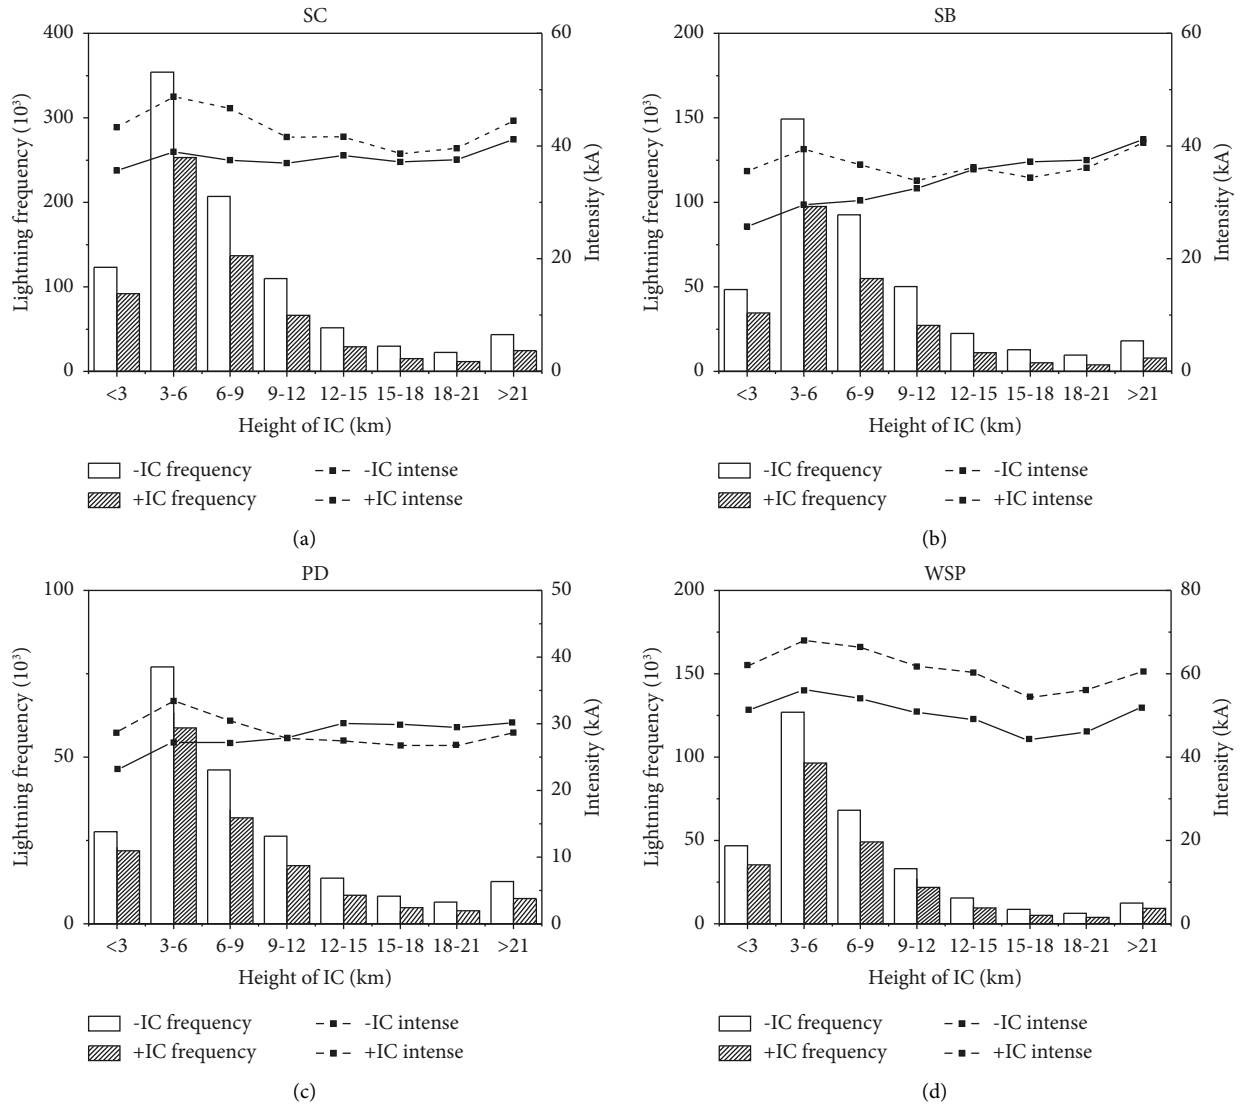 SC
400
300
200
100
0
Lightning frequency (10³)
60
40
20
0
Intensity (kA)
<3 3-6 6-9 9-12 12-15 15-18 18-21 >21
Height of IC (km)
-IC frequency -IC intense
+IC frequency +IC intense
(a)
SB
200
150
100
50
0
Lightning frequency (10³)
60
40
20
0
Intensity (kA)
<3 3-6 6-9 9-12 12-15 15-18 18-21 >21
Height of IC (km)
-IC frequency -IC intense
+IC frequency +IC intense
(b)
PD
100
50
0
Lightning frequency (10³)
50
40
30
20
10
0
Intensity (kA)
<3 3-6 6-9 9-12 12-15 15-18 18-21 >21
Height of IC (km)
-IC frequency -IC intense
+IC frequency +IC intense
(c)
WSP
200
150
100
50
0
Lightning frequency (10³)
80
60
40
20
0
Intensity (kA)
<3 3-6 6-9 9-12 12-15 15-18 18-21 >21
Height of IC (km)
-IC frequency -IC intense
+IC frequency +IC intense
(d)